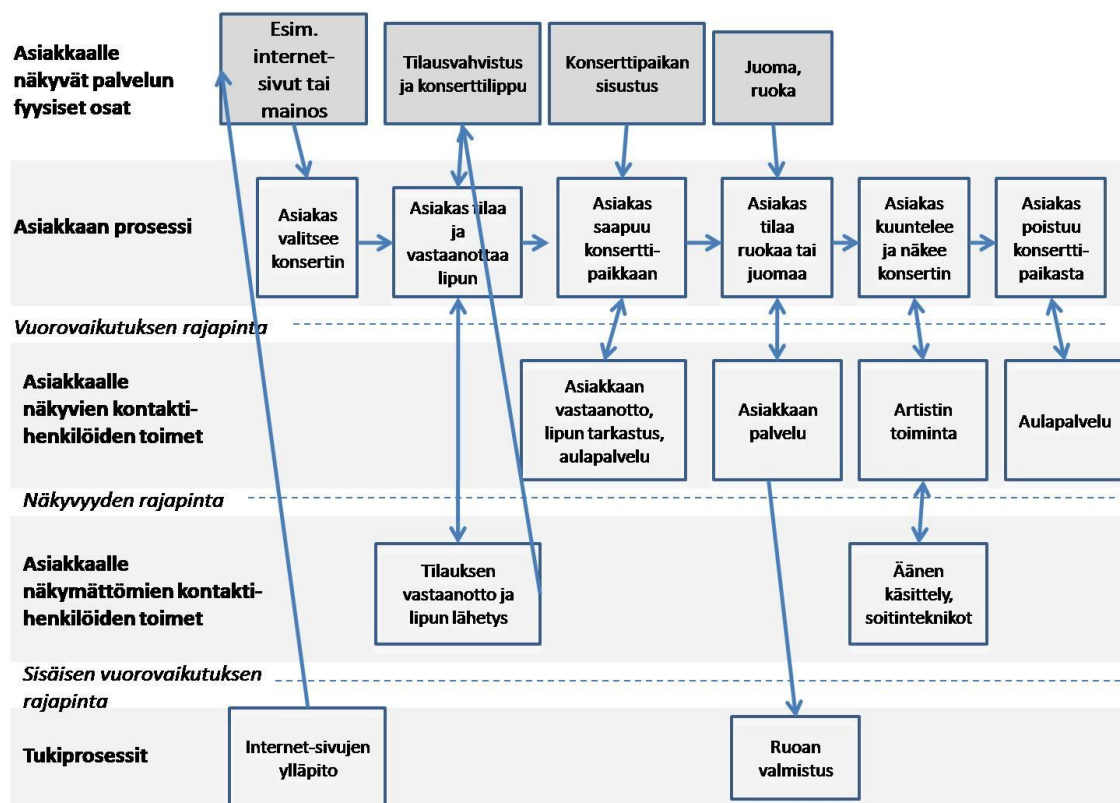 Asiakkaalle
näkyvät palvelun
fyysiset osat
Esim.
internet-
sivut tai
mainos
Tilausvahvistus
ja konserttilippu
Konserttipaikan
sisustus
Juoma,
ruoka
Asiakkaan prosessi
Asiakas
valitsee
konsertin
Asiakas tilaa
ja
vastaanottaa
lipun
Asiakas
saapuu
konsertti-
paikkaan
Asiakas
tilaa
ruokaa tai
juomaa
Asiakas
kuuntelee
ja näkee
konsertin
Asiakas
poistuu
konsertti-
paikasta
Vuorovaikutuksen rajapinta
Asiakkaalle
näkyvien kontakti-
henkilöiden toimet
Asiakkaan
vastaanotto,
lipun tarkastus,
aulapalvelu
Asiakkaan
palvelu
Artistin
toiminta
Aulapalvelu
Näkyvyyden rajapinta
Asiakkaalle
näkymättömien kontakti-
henkilöiden toimet
Tilauksen
vastaanotto ja
lipun lähetys
Äänen
käsittely,
soitinteknikot
Sisäisen vuorovaikutuksen
rajapinta
Tukiprosessit
Internet-sivujen
ylläpito
Ruoan
valmistus